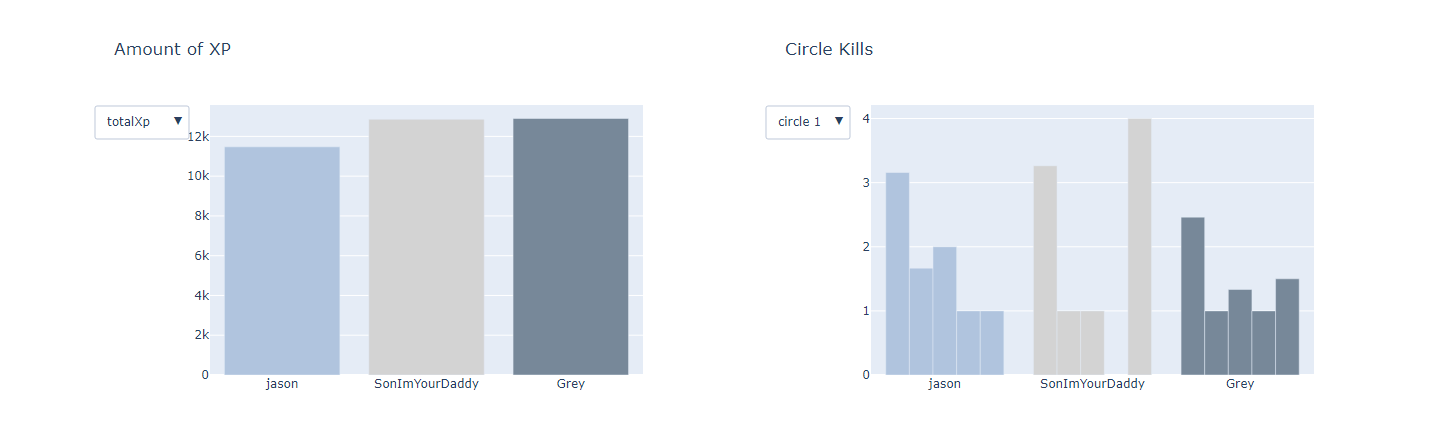 Amount of XP
totalXp ▼
12k
10k
8k
6k
4k
2k
0
jason SonImYourDaddy Grey
Circle Kills
circle 1 ▼
4
3
2
1
0
jason SonImYourDaddy Grey